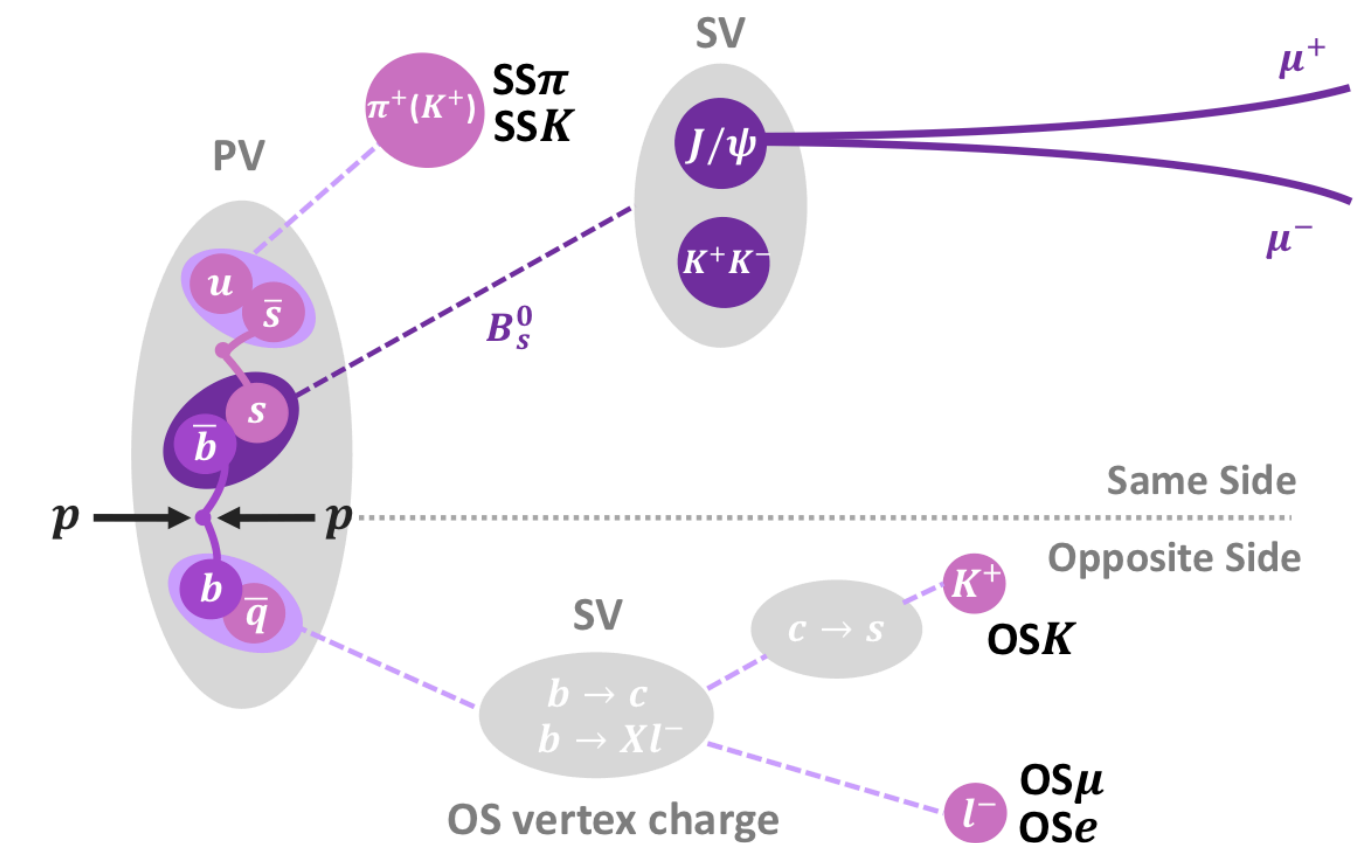 SV
μ⁺
π⁺(K⁺)
SSπ
SSK
PV
J/ψ
μ⁻
K⁺K⁻
u
s̅
B⁰ₛ
s
b̅
Same Side
p
p
Opposite Side
b
q̅
SV
K⁺
c → s
OSK
b → c
b → Xl⁻
OSμ
l⁻
OSe
OS vertex charge